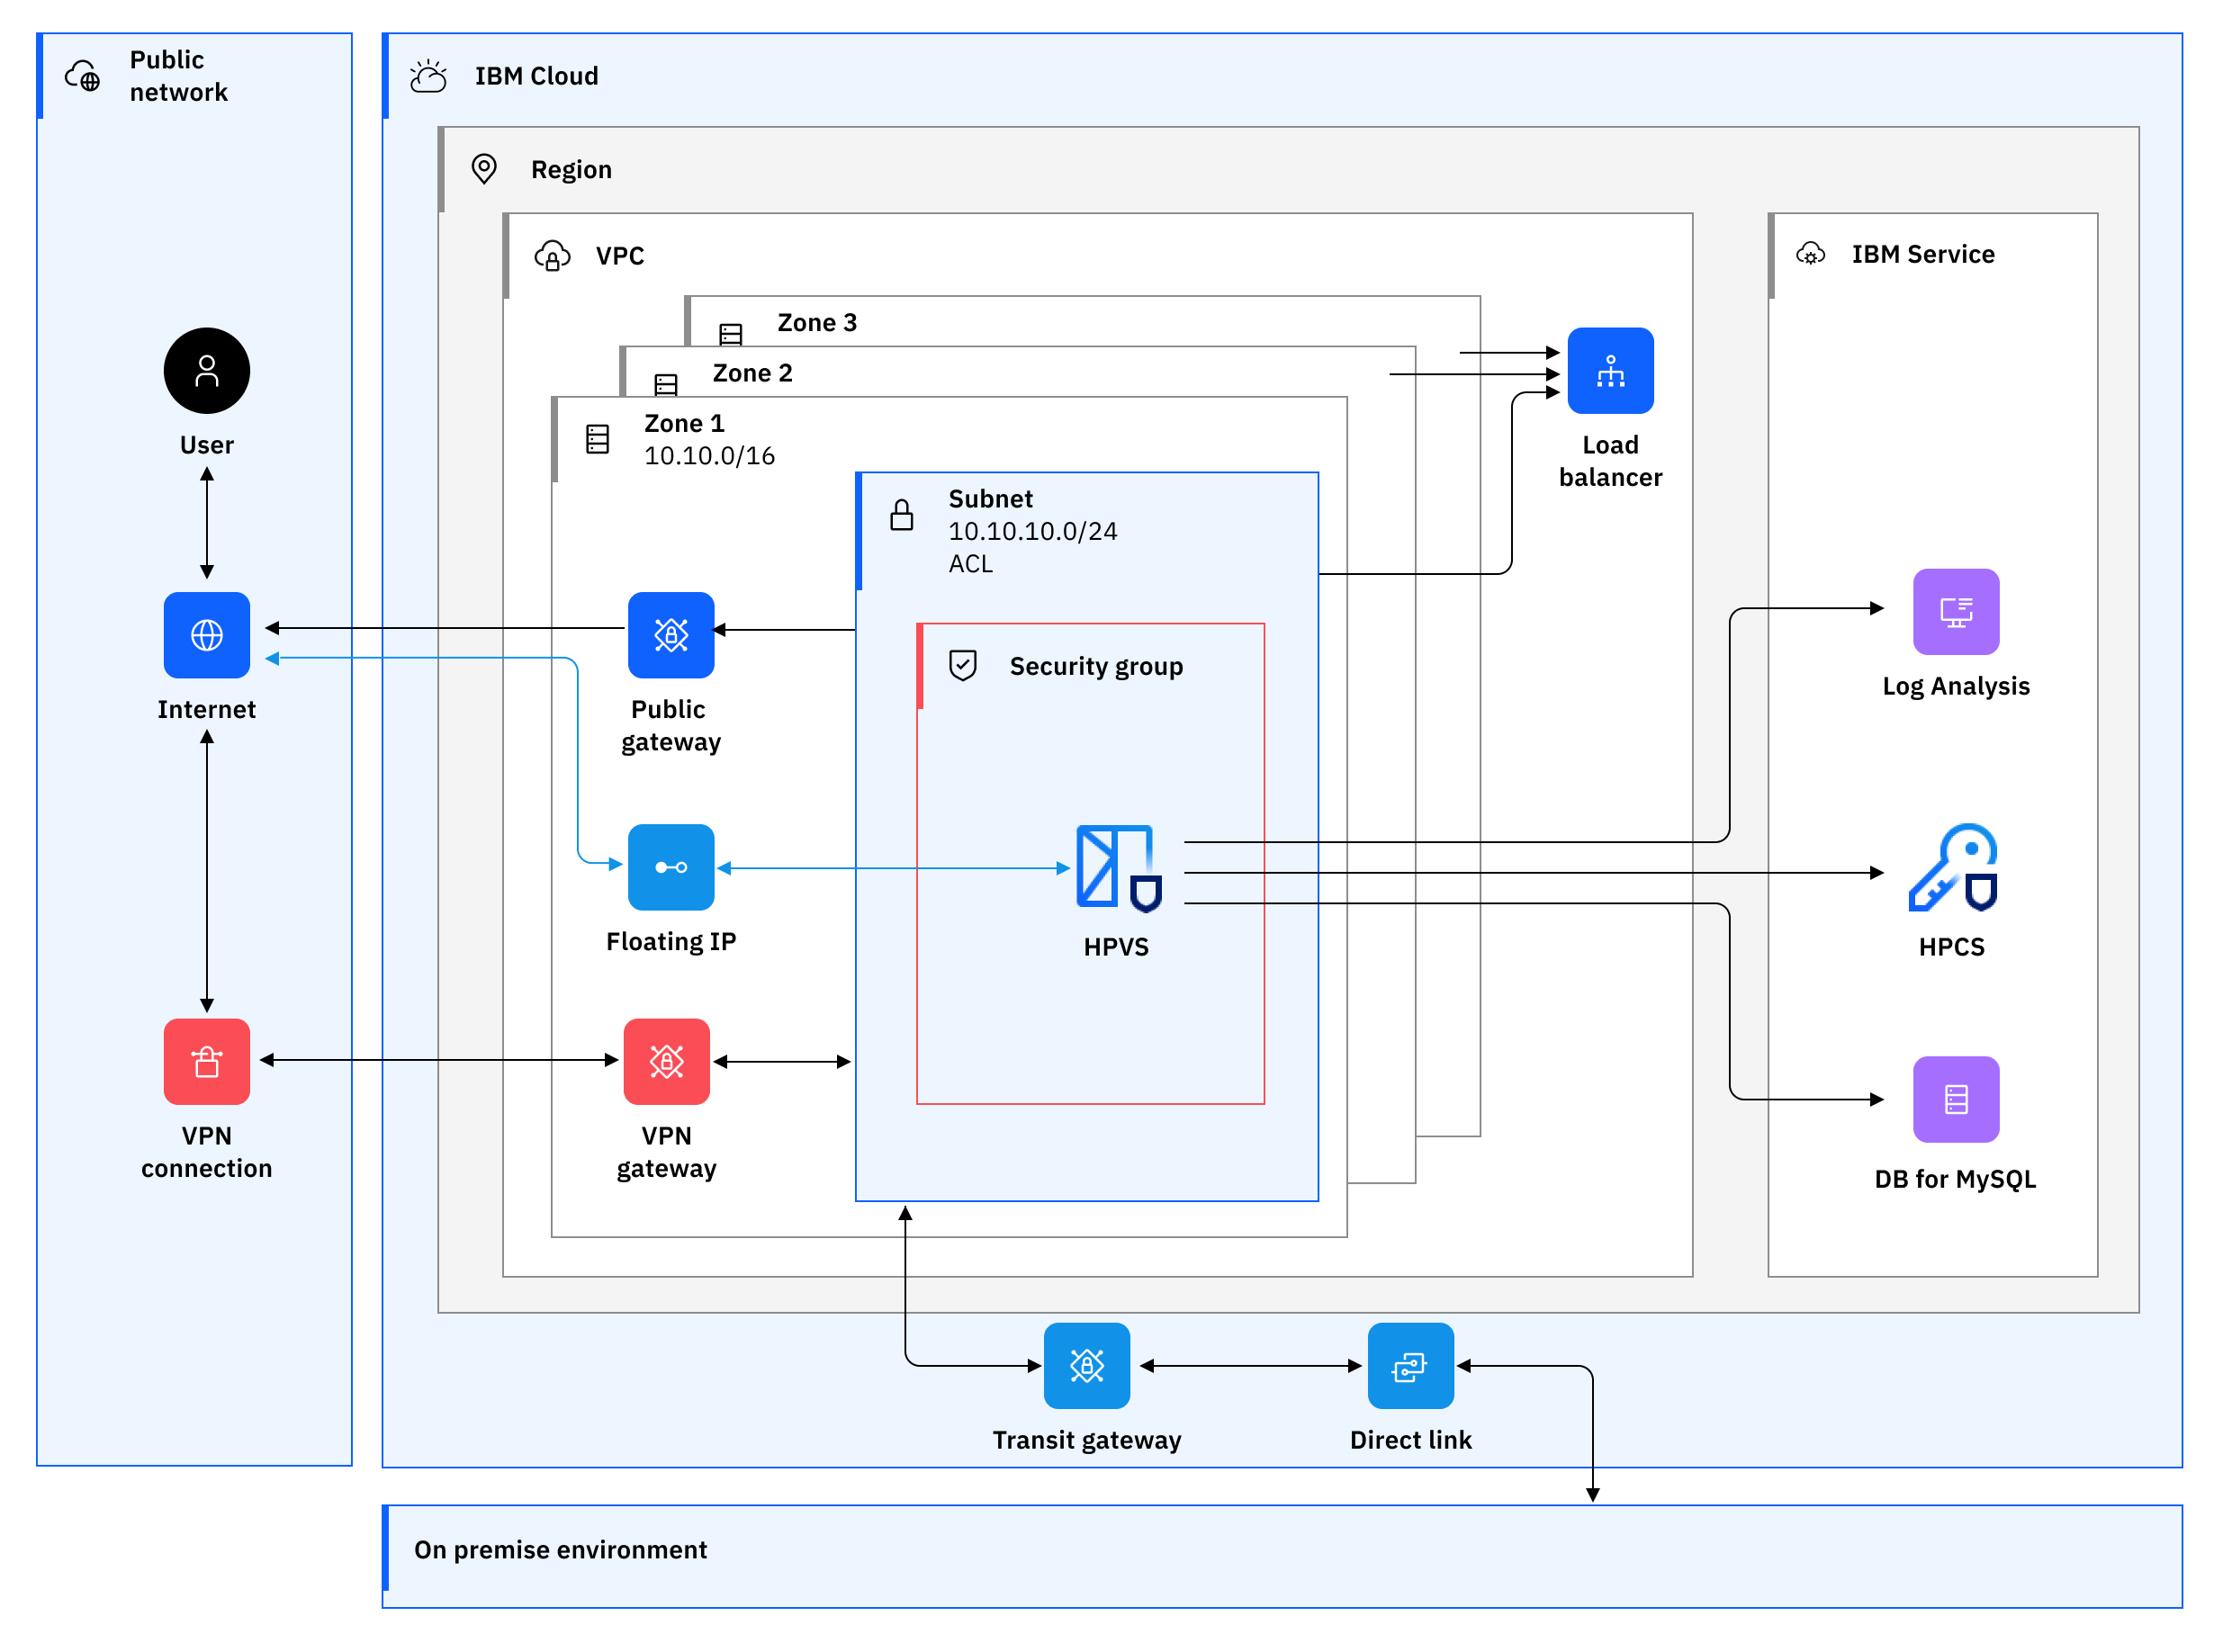 Public
network
IBM Cloud
Region
VPC
IBM Service
Zone 3
Zone 2
Zone 1
10.10.0/16
User
Load
balancer
Subnet
10.10.10.0/24
ACL
Security group
Internet
Public
gateway
Log Analysis
Floating IP
HPVS
HPCS
VPN
connection
VPN
gateway
DB for MySQL
Transit gateway
Direct link
On premise environment